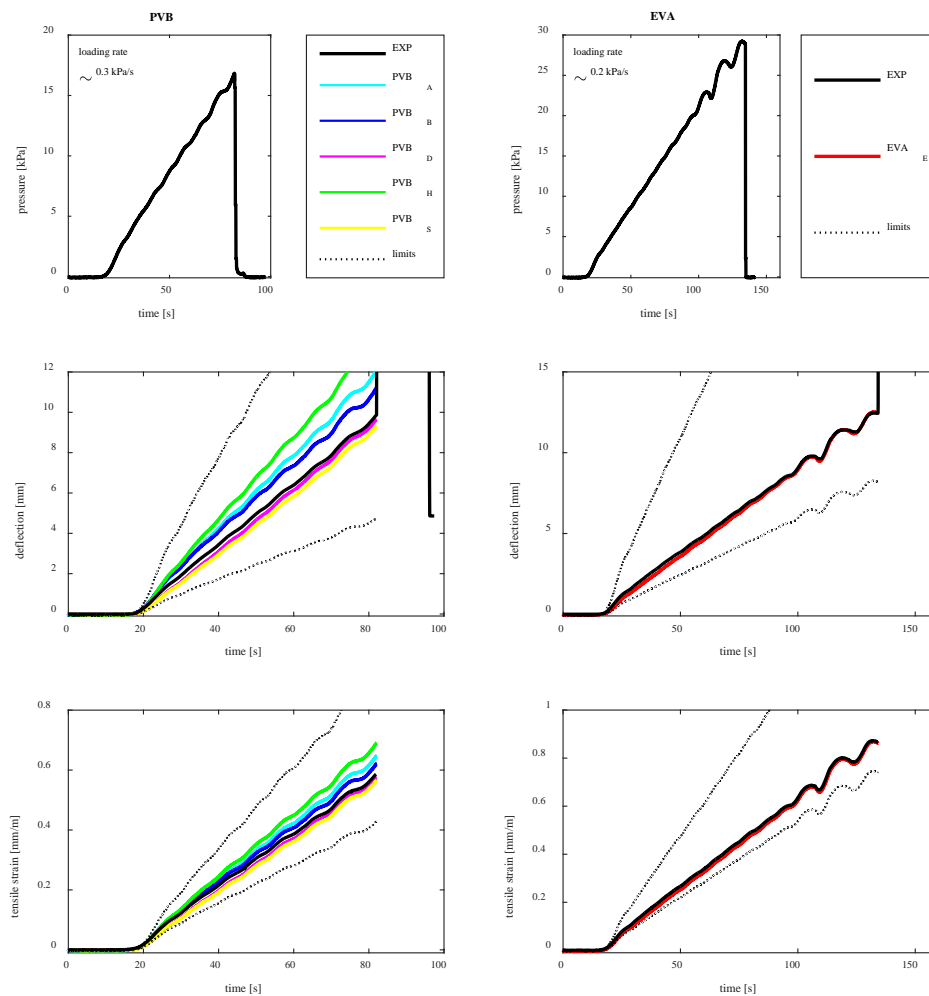 PVB
EVA
20
15
10
5
0
pressure [kPa]
loading rate
~ 0.3 kPa/s
0
50
100
time [s]
EXP
PVB A
PVB B
PVB D
PVB H
PVB S
limits
30
25
20
15
10
5
0
pressure [kPa]
loading rate
~ 0.2 kPa/s
0
50
100
150
time [s]
EXP
EVA E
limits
12
10
8
6
4
2
0
deflection [mm]
0
20
40
60
80
100
time [s]
15
10
5
0
deflection [mm]
0
50
100
150
time [s]
0.8
0.6
0.4
0.2
0
tensile strain [mm/m]
0
20
40
60
80
100
time [s]
1
0.8
0.6
0.4
0.2
0
tensile strain [mm/m]
0
50
100
150
time [s]